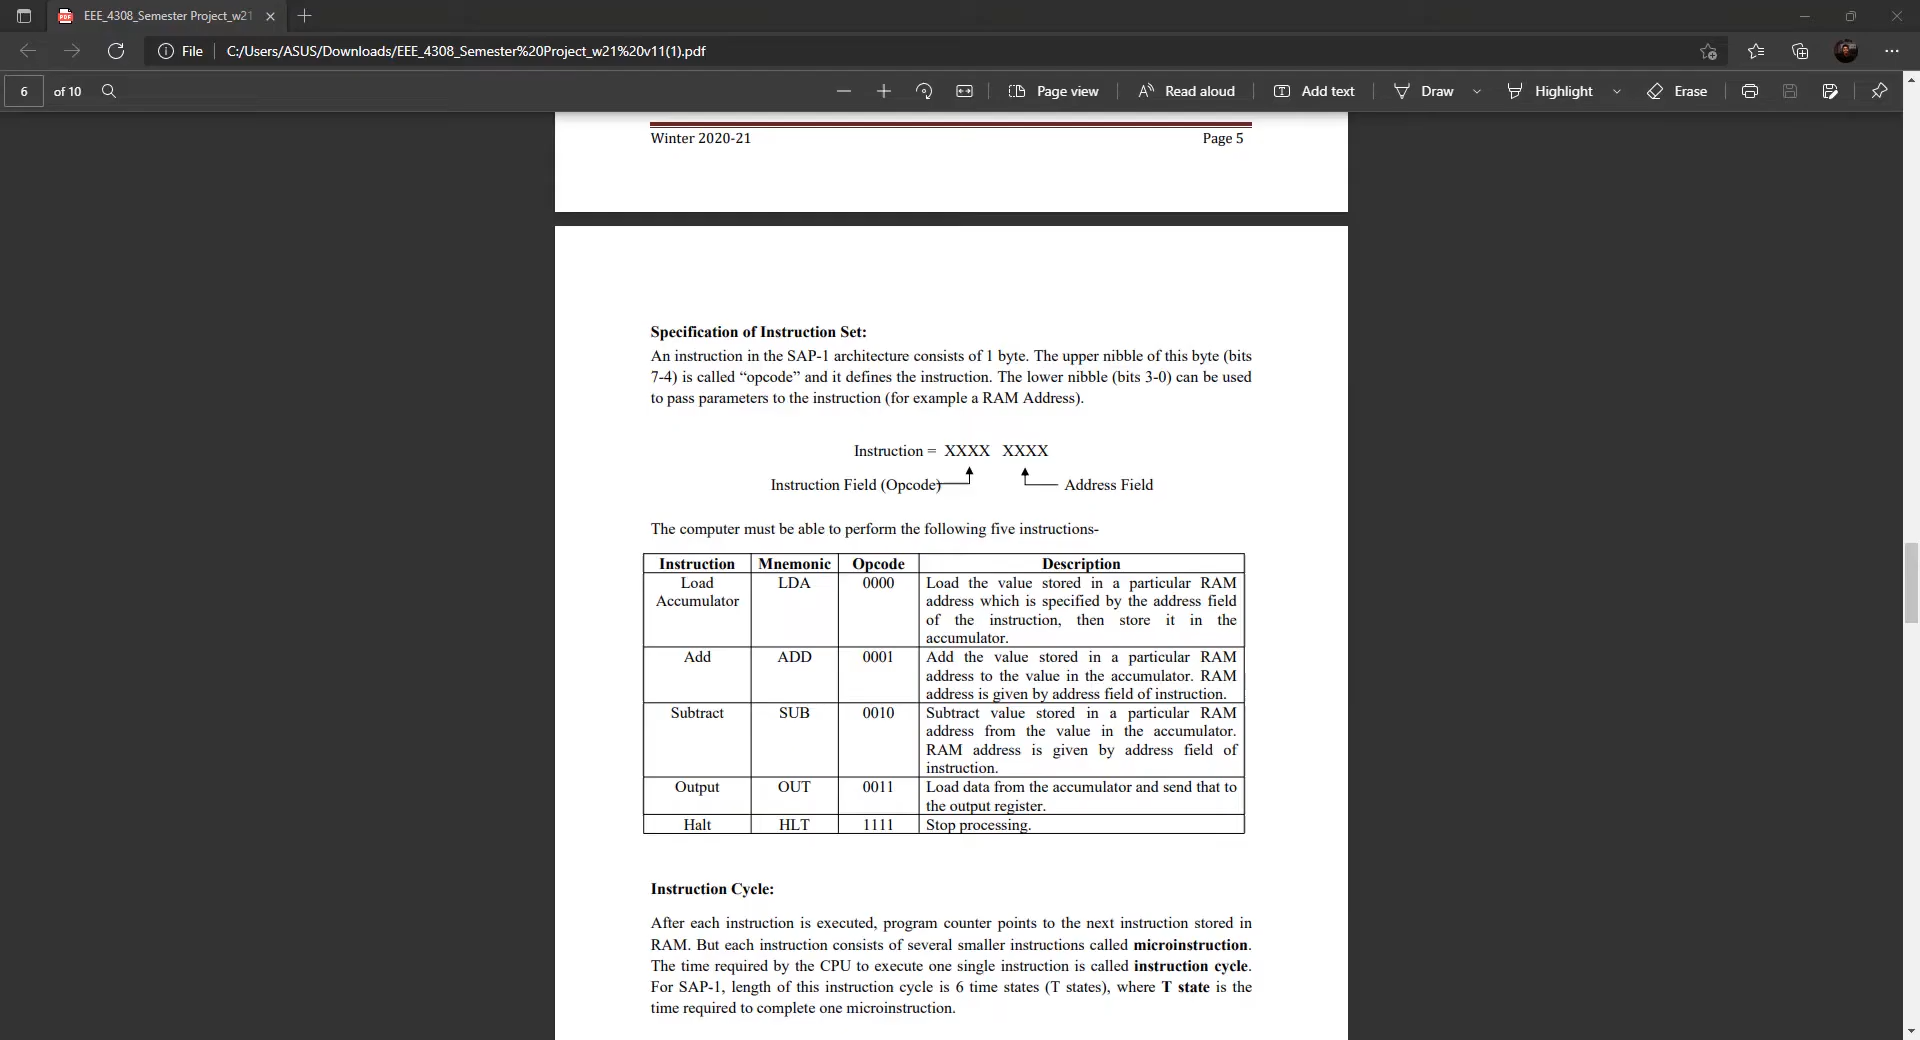 EEE_4308_Semester Project_w21
File
C:/Users/ASUS/Downloads/EEE_4308_Semester%20Project_w21%20v11(1).pdf
6 of 10
Page view
Read aloud
Add text
Draw
Highlight
Erase
Winter 2020-21 Page 5
Specification of Instruction Set:
An instruction in the SAP-1 architecture consists of 1 byte. The upper nibble of this byte (bits
7-4) is called “opcode” and it defines the instruction. The lower nibble (bits 3-0) can be used
to pass parameters to the instruction (for example a RAM Address).
Instruction = XXXX XXXX
Instruction Field (Opcode) Address Field
The computer must be able to perform the following five instructions-
Instruction Mnemonic Opcode Description
Load LDA 0000 Load the value stored in a particular RAM
Accumulator address which is specified by the address field
of the instruction, then store it in the
accumulator.
Add ADD 0001 Add the value stored in a particular RAM
address to the value in the accumulator. RAM
address is given by address field of instruction.
Subtract SUB 0010 Subtract value stored in a particular RAM
address from the value in the accumulator.
RAM address is given by address field of
instruction.
Output OUT 0011 Load data from the accumulator and send that to
the output register.
Halt HLT 1111 Stop processing.
Instruction Cycle:
After each instruction is executed, program counter points to the next instruction stored in
RAM. But each instruction consists of several smaller instructions called microinstruction.
The time required by the CPU to execute one single instruction is called instruction cycle.
For SAP-1, length of this instruction cycle is 6 time states (T states), where T state is the
time required to complete one microinstruction.